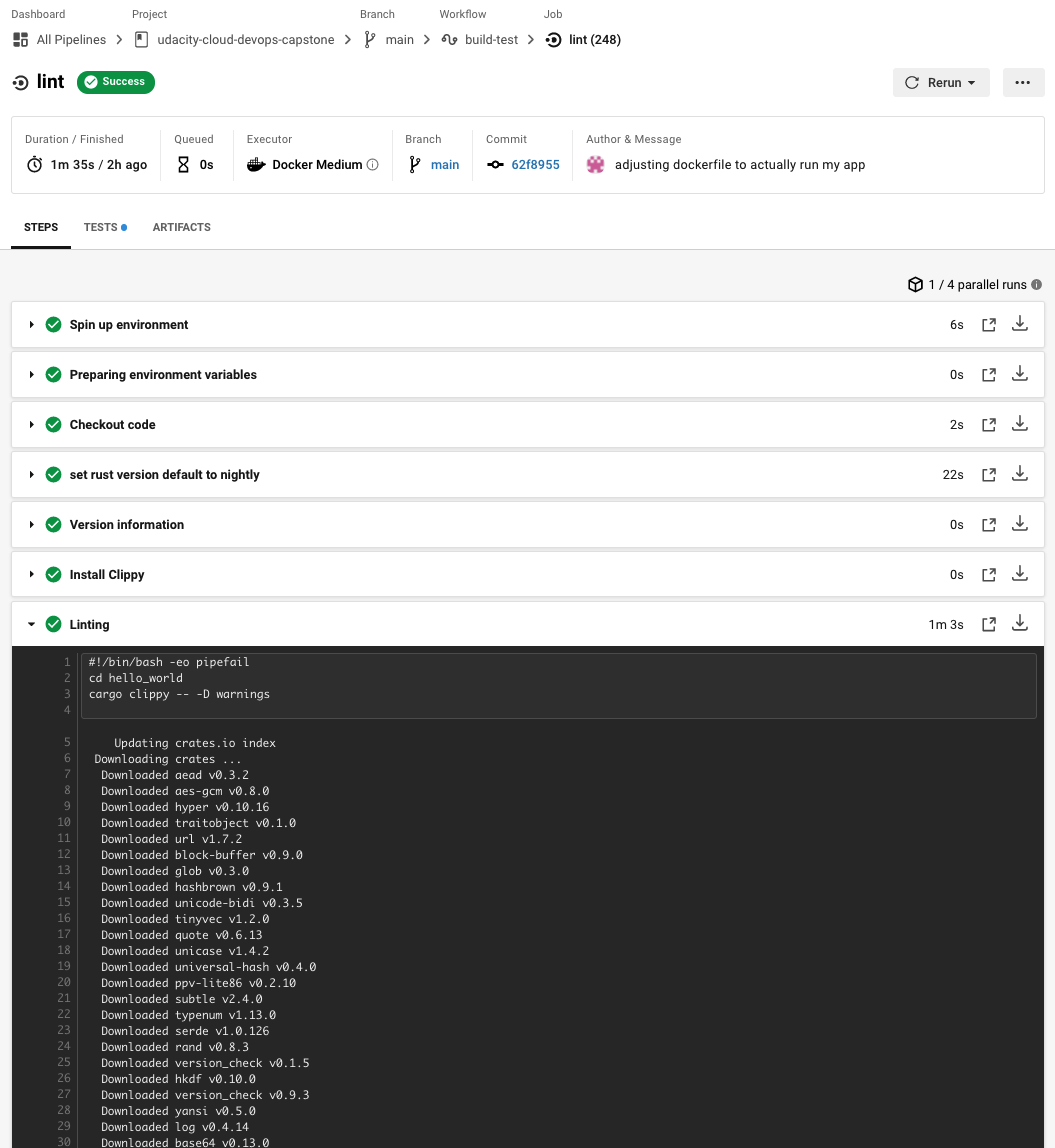 Dashboard Project Branch Workflow Job
All Pipelines udacity-cloud-devops-capstone main build-test lint (248)
lint Success Rerun
Duration / Finished Queued Executor Branch Commit Author & Message
1m 35s / 2h ago 0s Docker Medium main 62f8955 adjusting dockerfile to actually run my app
STEPS TESTS ARTIFACTS
1 / 4 parallel runs
Spin up environment 6s
Preparing environment variables 0s
Checkout code 2s
set rust version default to nightly 22s
Version information 0s
Install Clippy 0s
Linting 1m 3s
1 #!/bin/bash -eo pipefail
2 cd hello_world
3 cargo clippy -- -D warnings
4
5 Updating crates.io index
6 Downloading crates ...
7 Downloaded aead v0.3.2
8 Downloaded aes-gcm v0.8.0
9 Downloaded hyper v0.10.16
10 Downloaded traitobject v0.1.0
11 Downloaded url v1.7.2
12 Downloaded block-buffer v0.9.0
13 Downloaded glob v0.3.0
14 Downloaded hashbrown v0.9.1
15 Downloaded unicode-bidi v0.3.5
16 Downloaded tinyvec v1.2.0
17 Downloaded quote v0.6.13
18 Downloaded unicase v1.4.2
19 Downloaded universal-hash v0.4.0
20 Downloaded ppv-lite86 v0.2.10
21 Downloaded subtle v2.4.0
22 Downloaded typenum v1.13.0
23 Downloaded serde v1.0.126
24 Downloaded rand v0.8.3
25 Downloaded version_check v0.1.5
26 Downloaded hkdf v0.10.0
27 Downloaded version_check v0.9.3
28 Downloaded yansi v0.5.0
29 Downloaded log v0.4.14
30 Downloaded base64 v0.13.0